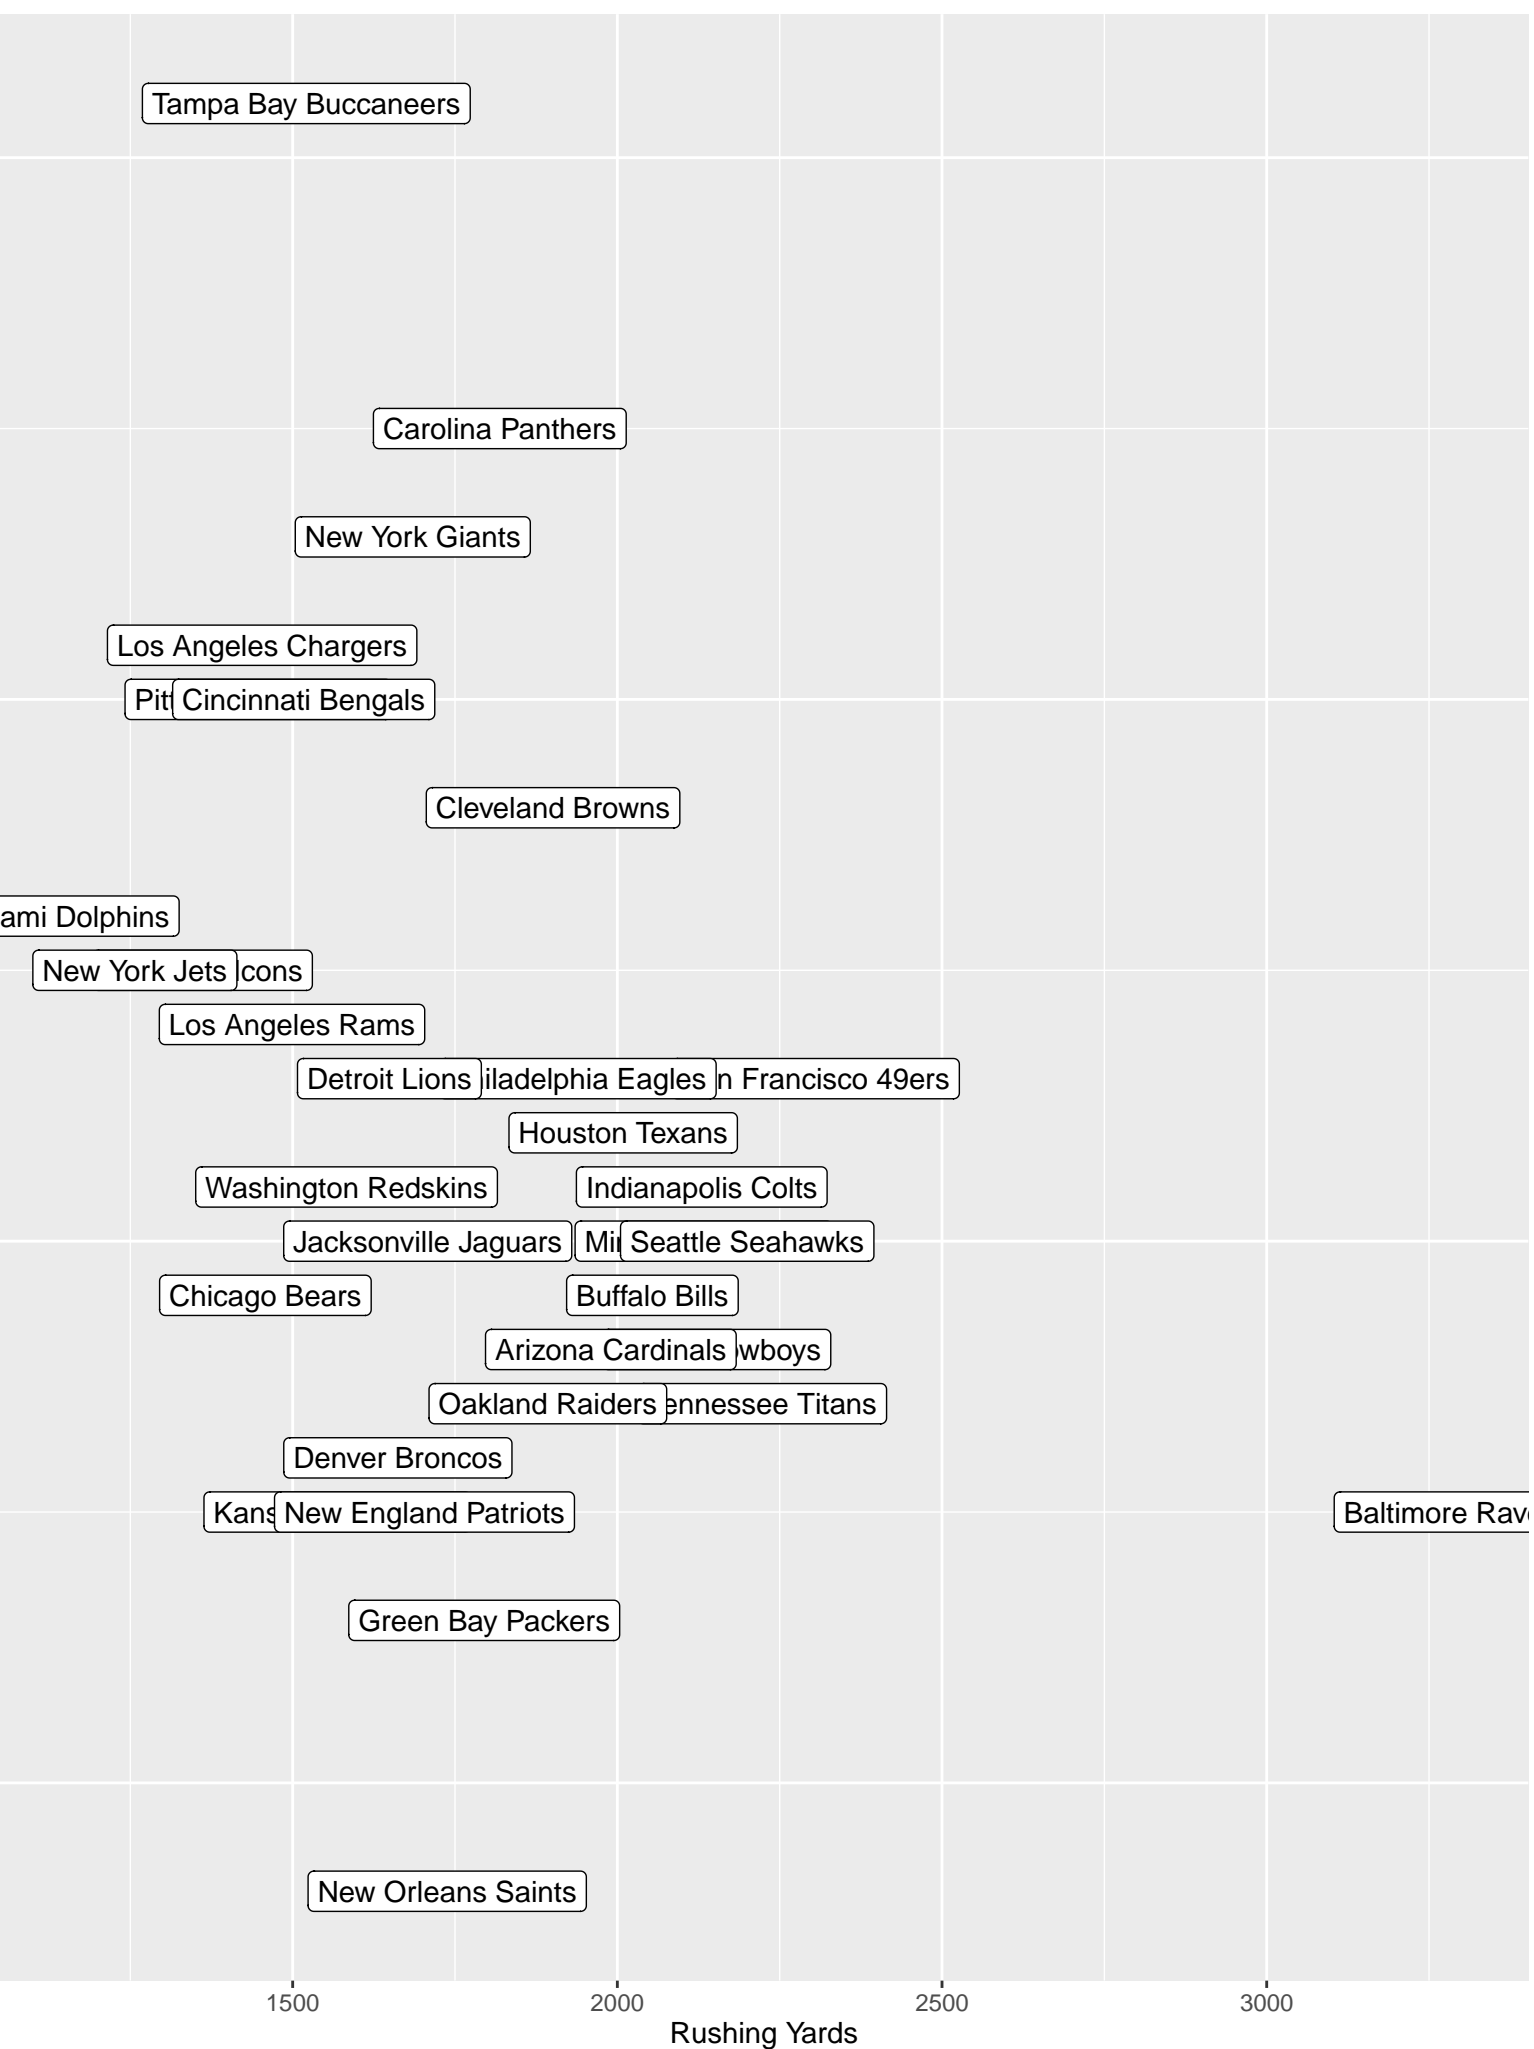 Tampa Bay Buccaneers
Carolina Panthers
New York Giants
Los Angeles Chargers
Pitt Cincinnati Bengals
Cleveland Browns
ami Dolphins
New York Jets lcons
Los Angeles Rams
Detroit Lions iladelphia Eagles n Francisco 49ers
Houston Texans
Washington Redskins Indianapolis Colts
Jacksonville Jaguars Min Seattle Seahawks
Chicago Bears Buffalo Bills
Arizona Cardinals wboys
Oakland Raiders ennessee Titans
Denver Broncos
Kans New England Patriots Baltimore Rav
Green Bay Packers
New Orleans Saints
1500 2000 2500 3000
Rushing Yards